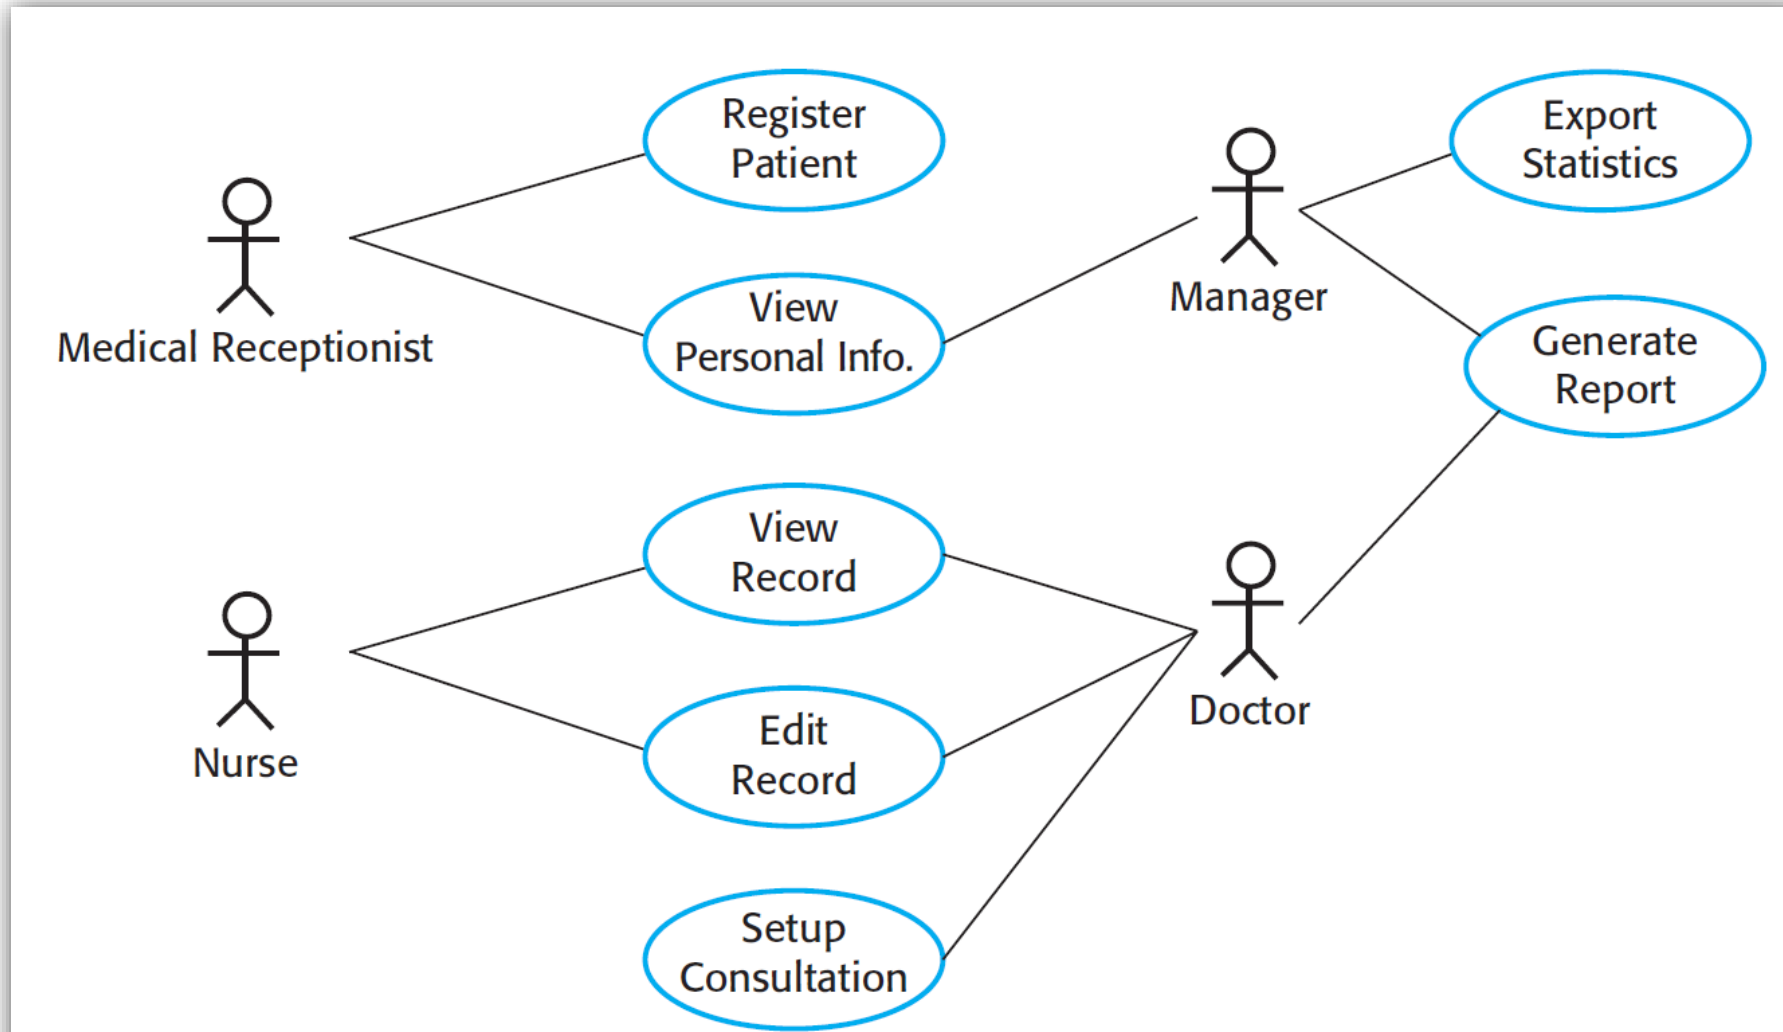 Register
Patient
Export
Statistics
Medical Receptionist
View
Personal Info.
Manager
Generate
Report
View
Record
Nurse
Edit
Record
Doctor
Setup
Consultation